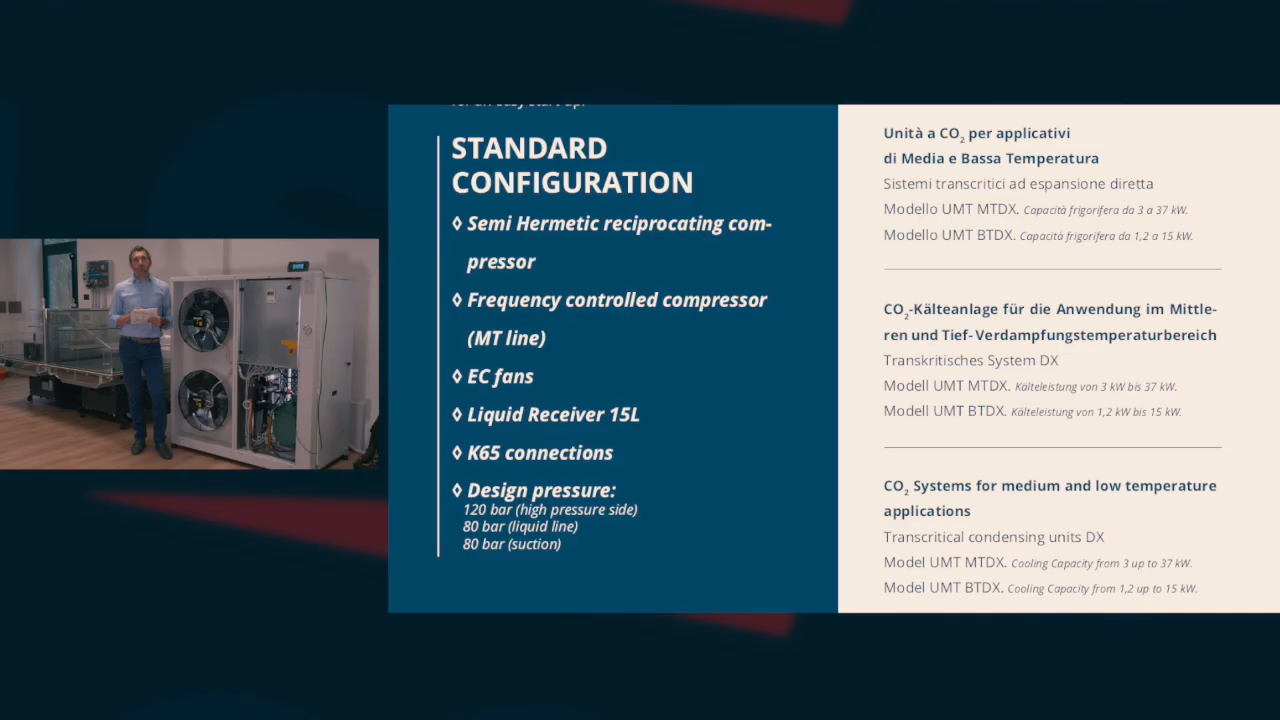 for an easy start up.
STANDARD
CONFIGURATION
◊ Semi Hermetic reciprocating com-
pressor
◊ Frequency controlled compressor
(MT line)
◊ EC fans
◊ Liquid Receiver 15L
◊ K65 connections
◊ Design pressure:
120 bar (high pressure side)
80 bar (liquid line)
80 bar (suction)
Unità a CO₂ per applicativi
di Media e Bassa Temperatura
Sistemi transcritici ad espansione diretta
Modello UMT MTDX. Capacità frigorifera da 3 a 37 kW.
Modello UMT BTDX. Capacità frigorifera da 1,2 a 15 kW.
CO₂-Kälteanlage für die Anwendung im Mittle-
ren und Tief- Verdampfungstemperaturbereich
Transkritisches System DX
Modell UMT MTDX. Kälteleistung von 3 kW bis 37 kW.
Modell UMT BTDX. Kälteleistung von 1,2 kW bis 15 kW.
CO₂ Systems for medium and low temperature
applications
Transcritical condensing units DX
Model UMT MTDX. Cooling Capacity from 3 up to 37 kW.
Model UMT BTDX. Cooling Capacity from 1,2 up to 15 kW.